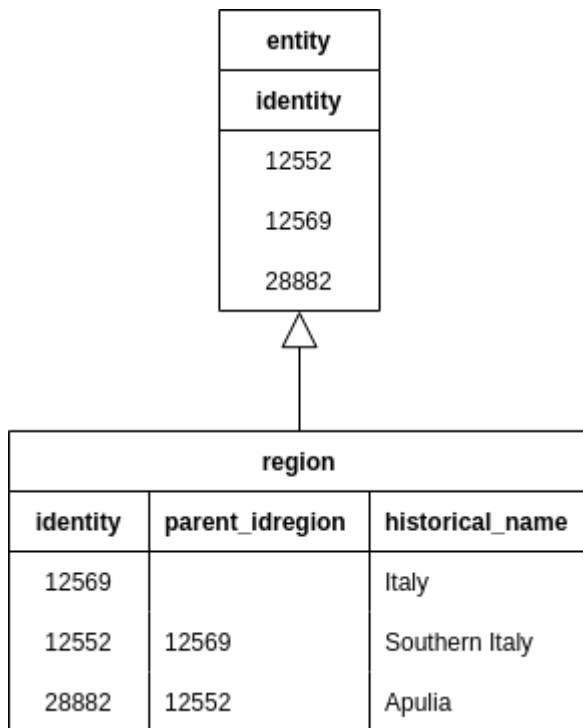 entity
identity
12552
12569
28882
region
identity parent_idregion historical_name
12569 Italy
12552 12569 Southern Italy
28882 12552 Apulia